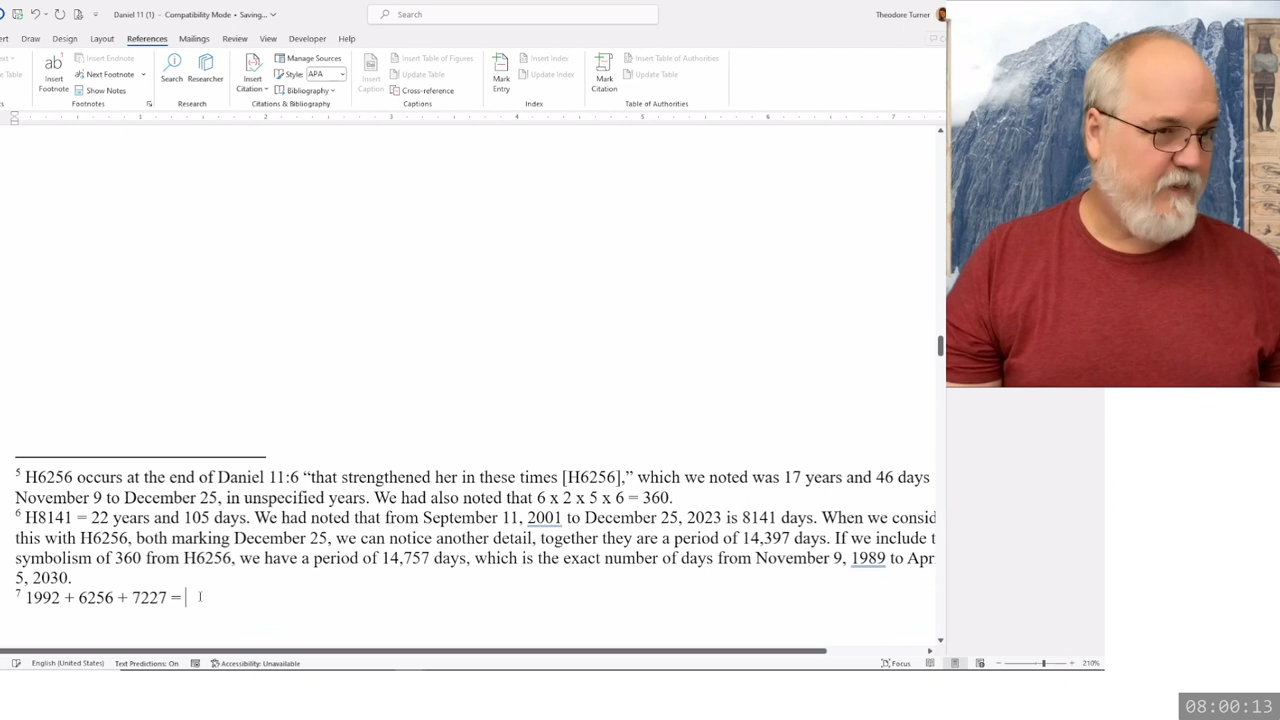 Daniel 11 (1) - Compatibility Mode • Saving...
Search
Theodore Turner
Draw Design Layout References Mailings Review View Developer Help
Insert Footnote
Insert Endnote
Next Footnote
Show Notes
Footnotes
Search
Researcher
Research
Insert Citation
Manage Sources
Style: APA
Bibliography
Citations & Bibliography
Insert Caption
Insert Table of Figures
Update Table
Cross-reference
Captions
Mark Entry
Insert Index
Update Index
Index
Mark Citation
Insert Table of Authorities
Update Table
Table of Authorities
1 2 3 4 5 6 7
5 H6256 occurs at the end of Daniel 11:6 “that strengthened her in these times [H6256],” which we noted was 17 years and 46 days
November 9 to December 25, in unspecified years. We had also noted that 6 x 2 x 5 x 6 = 360.
6 H8141 = 22 years and 105 days. We had noted that from September 11, 2001 to December 25, 2023 is 8141 days. When we consid
this with H6256, both marking December 25, we can notice another detail, together they are a period of 14,397 days. If we include t
symbolism of 360 from H6256, we have a period of 14,757 days, which is the exact number of days from November 9, 1989 to Apr
5, 2030.
7 1992 + 6256 + 7227 =
English (United States) Text Predictions: On Accessibility: Unavailable Focus 210%
08:00:13